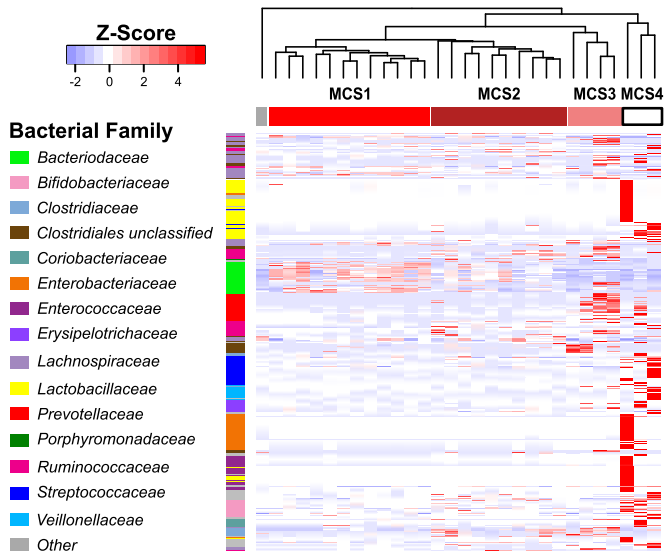 Z-Score
-2 0 2 4
MCS1 MCS2 MCS3 MCS4
Bacterial Family
Bacteriodaceae
Bifidobacteriaceae
Clostridiaceae
Clostridiales unclassified
Coriobacteriaceae
Enterobacteriaceae
Enterococcaceae
Erysipelotrichaceae
Lachnospiraceae
Lactobacillaceae
Prevotellaceae
Porphyromonadaceae
Ruminococcaceae
Streptococcaceae
Veillonellaceae
Other